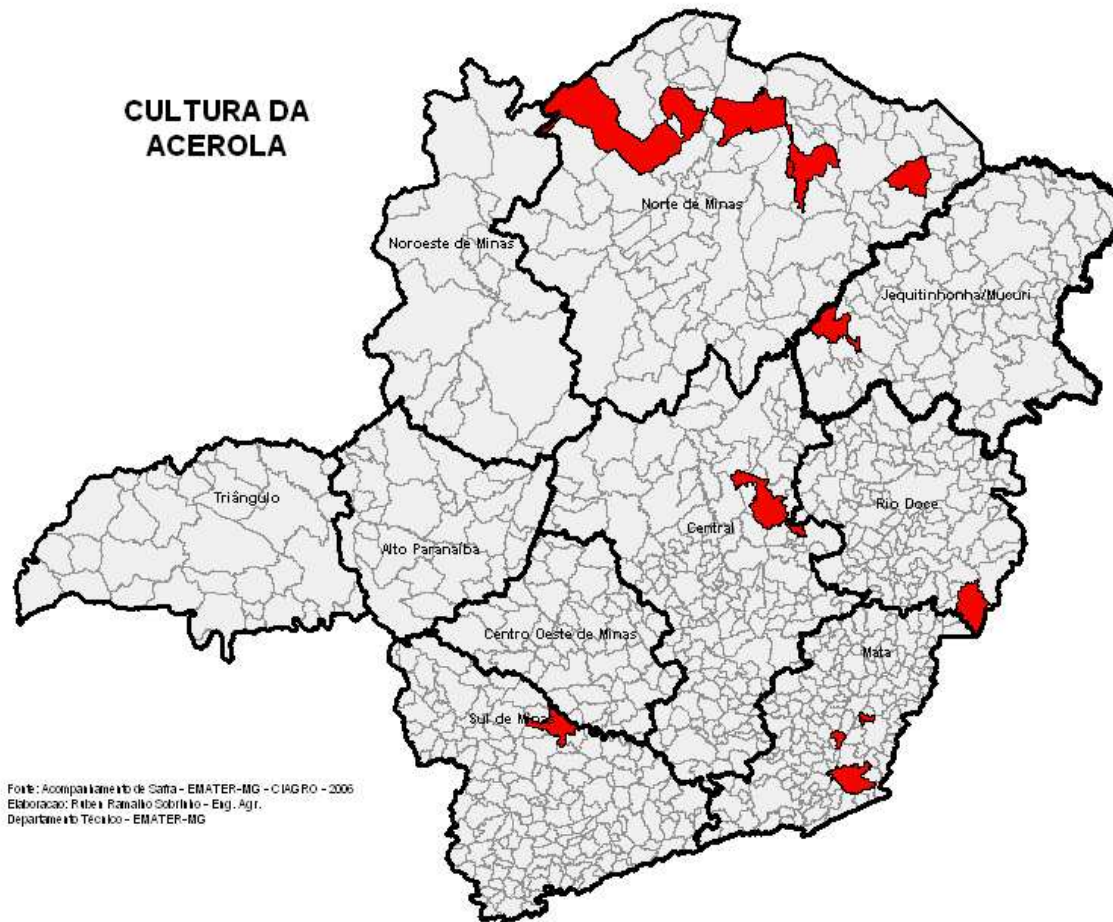 CULTURA DA
ACEROLA
Norte de Minas
Noroeste de Minas
Jequitinhonha/Mucuri
Triângulo
Rio Doce
Central
Alto Paranaíba
Centro Oeste de Minas
Mata
Sul de Minas
Fonte: Acompanhamento de Safra - EMATER-MG - CIAGRO - 2006
Elaboracao: Ruben Ramalho Sobrinho - Eng. Agr.
Departamento Técnico - EMATER-MG